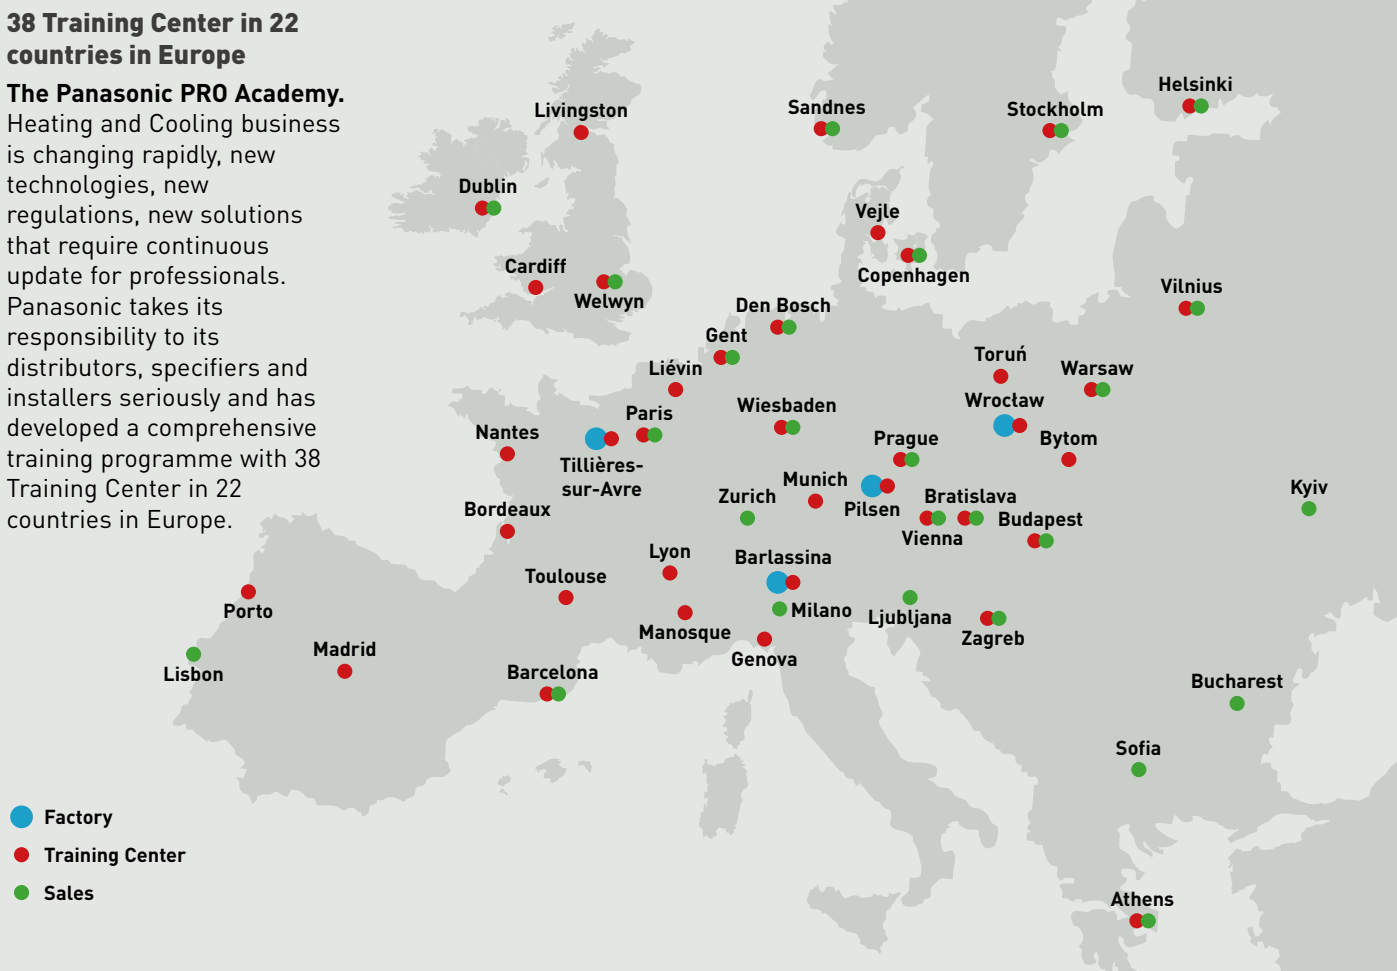 38 Training Center in 22
countries in Europe
The Panasonic PRO Academy.
Heating and Cooling business
is changing rapidly, new
technologies, new
regulations, new solutions
that require continuous
update for professionals.
Panasonic takes its
responsibility to its
distributors, specifiers and
installers seriously and has
developed a comprehensive
training programme with 38
Training Center in 22
countries in Europe.
Helsinki
Sandnes
Stockholm
Livingston
Dublin
Vejle
Cardiff
Copenhagen
Welwyn
Vilnius
Den Bosch
Gent
Toruń
Liévin
Warsaw
Wrocław
Wiesbaden
Paris
Nantes
Prague
Bytom
Tillières-
sur-Avre
Munich
Kyiv
Zurich
Bratislava
Pilsen
Bordeaux
Budapest
Vienna
Lyon
Barlassina
Toulouse
Porto
Milano
Ljubljana
Manosque
Zagreb
Madrid
Genova
Lisbon
Barcelona
Bucharest
Sofia
Athens
Factory
Training Center
Sales